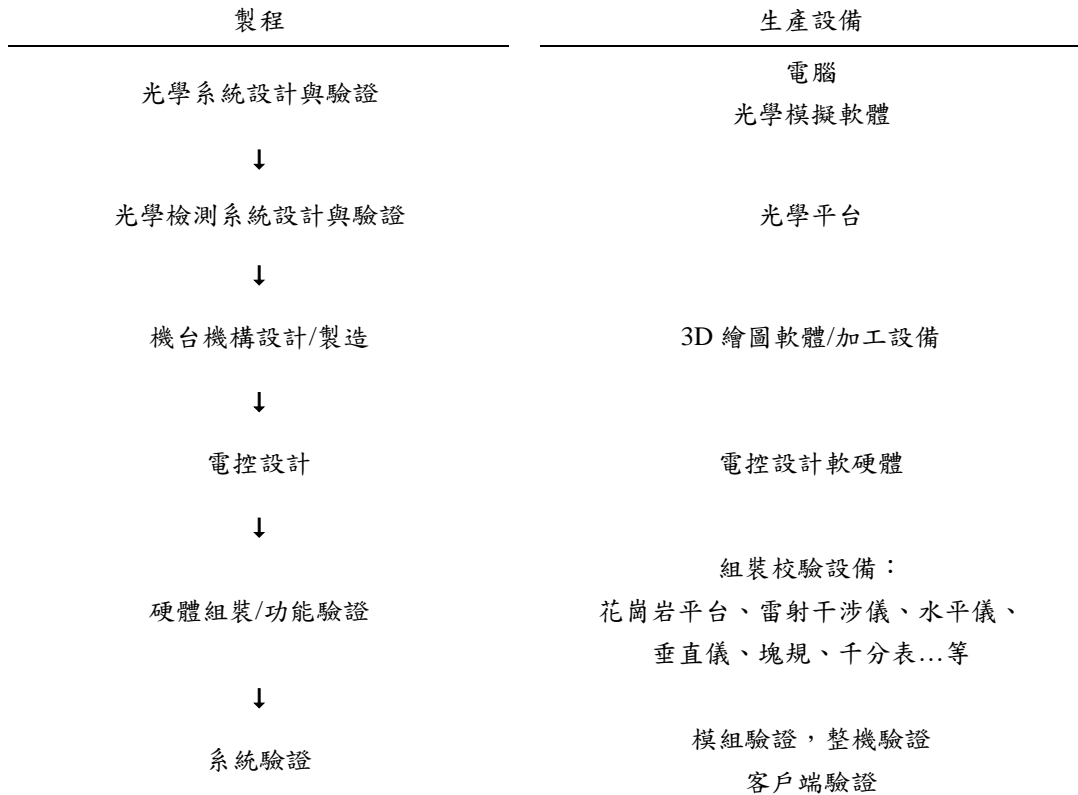 製程
生產設備
光學系統設計與驗證
電腦
光學模擬軟體
↓
光學檢測系統設計與驗證
光學平台
↓
機台機構設計/製造
3D 繪圖軟體/加工設備
↓
電控設計
電控設計軟硬體
↓
硬體組裝/功能驗證
組裝校驗設備：
花崗岩平台、雷射干涉儀、水平儀、
垂直儀、塊規、千分表…等
↓
系統驗證
模組驗證，整機驗證
客戶端驗證